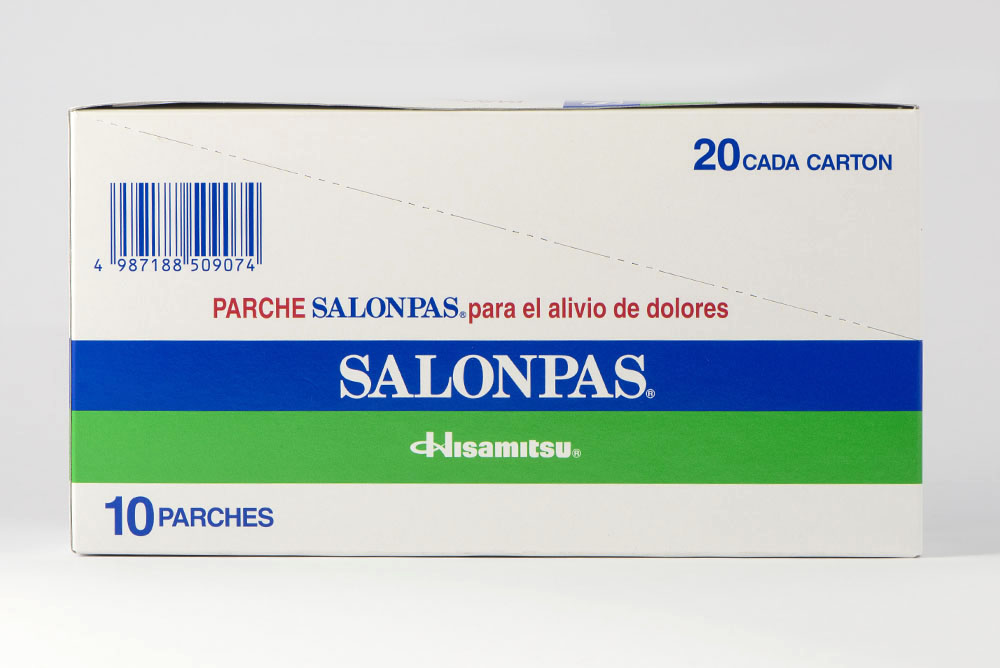 20 CADA CARTON
4 987188 509074
PARCHE SALONPAS® para el alivio de dolores
SALONPAS®
Hisamitsu®
10 PARCHES